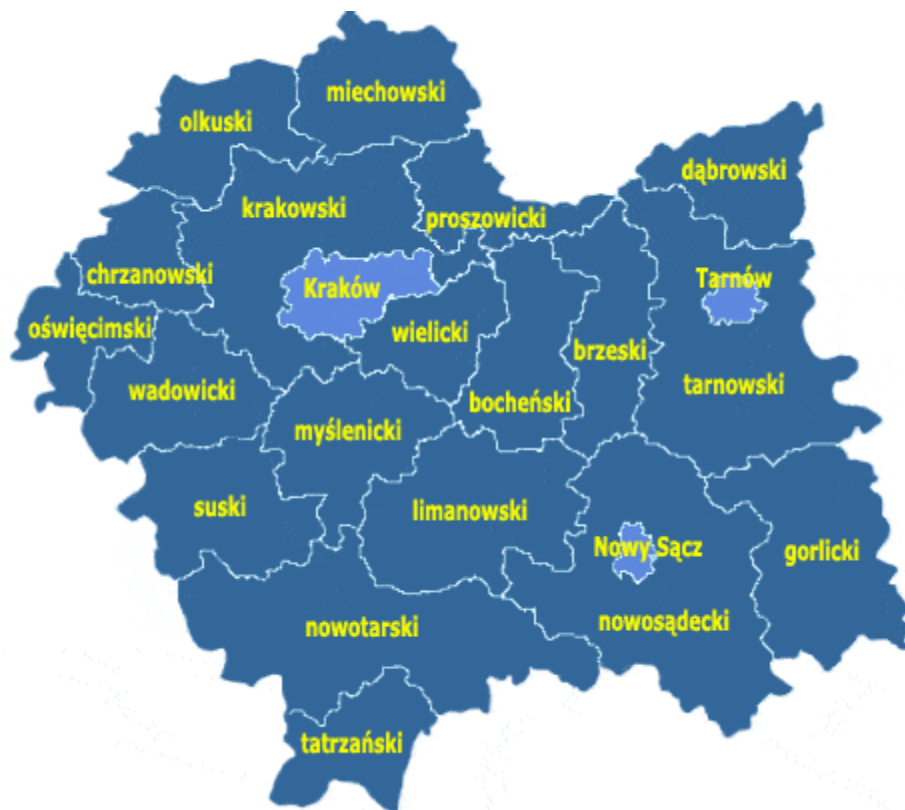 miechowski
olkuski
dąbrowski
krakowski
proszowicki
chrzanowski
Kraków
Tarnów
oświęcimski
wielicki
brzeski
wadowicki
tarnowski
bocheński
myślenicki
suski
limanowski
Nowy Sącz
gorlicki
nowotarski
nowosądecki
tatrzański